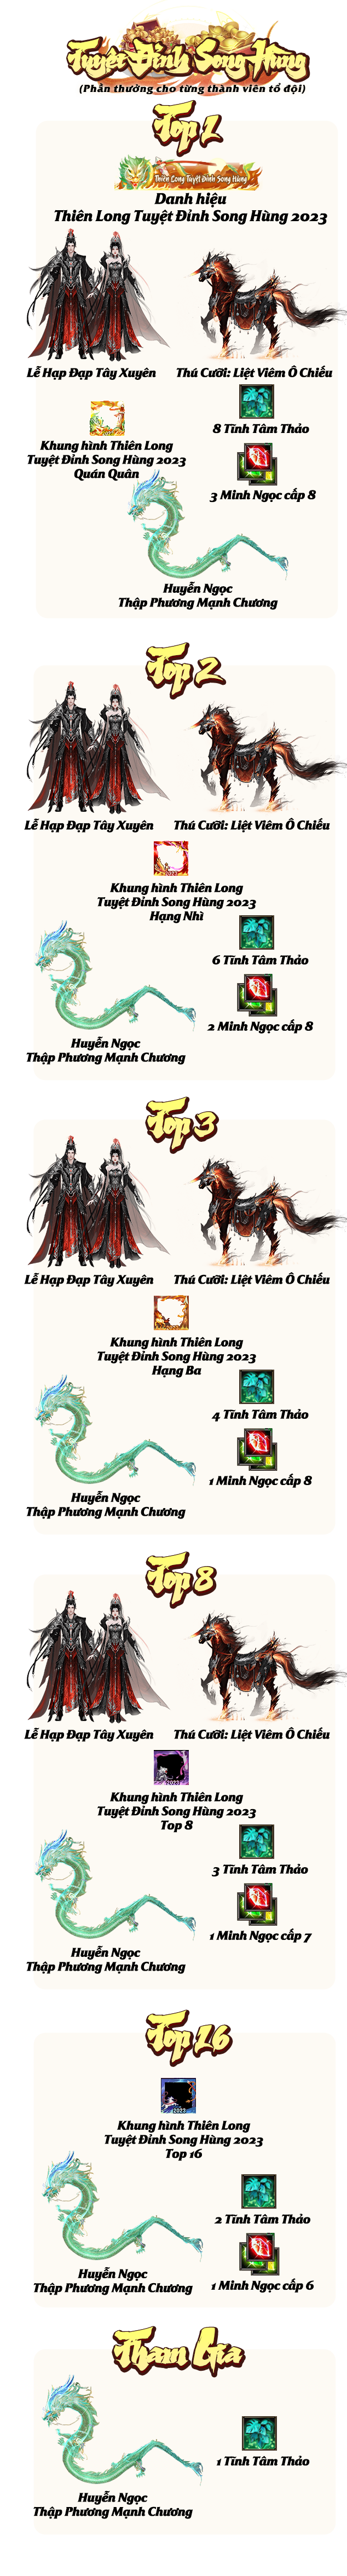 Tuyệt Đỉnh Song Hùng
(Phần thưởng cho từng thành viên tổ đội)
Top 1
Thiên Long Tuyệt Đỉnh Song Hùng
Danh hiệu
Thiên Long Tuyệt Đỉnh Song Hùng 2023
Lễ Hạp Đạp Tây Xuyên
Thú Cưỡi: Liệt Viêm Ô Chiếu
8 Tĩnh Tâm Thảo
Khung hình Thiên Long
Tuyệt Đỉnh Song Hùng 2023
Quán Quân
3 Minh Ngọc cấp 8
Huyễn Ngọc
Thập Phương Mạnh Chương
Top 2
Lễ Hạp Đạp Tây Xuyên
Thú Cưỡi: Liệt Viêm Ô Chiếu
Khung hình Thiên Long
Tuyệt Đỉnh Song Hùng 2023
Hạng Nhì
6 Tĩnh Tâm Thảo
2 Minh Ngọc cấp 8
Huyễn Ngọc
Thập Phương Mạnh Chương
Top 3
Lễ Hạp Đạp Tây Xuyên
Thú Cưỡi: Liệt Viêm Ô Chiếu
Khung hình Thiên Long
Tuyệt Đỉnh Song Hùng 2023
Hạng Ba
4 Tĩnh Tâm Thảo
1 Minh Ngọc cấp 8
Huyễn Ngọc
Thập Phương Mạnh Chương
Top 8
Lễ Hạp Đạp Tây Xuyên
Thú Cưỡi: Liệt Viêm Ô Chiếu
Khung hình Thiên Long
Tuyệt Đỉnh Song Hùng 2023
Top 8
3 Tĩnh Tâm Thảo
1 Minh Ngọc cấp 7
Huyễn Ngọc
Thập Phương Mạnh Chương
Top 16
Khung hình Thiên Long
Tuyệt Đỉnh Song Hùng 2023
Top 16
2 Tĩnh Tâm Thảo
1 Minh Ngọc cấp 6
Huyễn Ngọc
Thập Phương Mạnh Chương
Tham Gia
1 Tĩnh Tâm Thảo
Huyễn Ngọc
Thập Phương Mạnh Chương